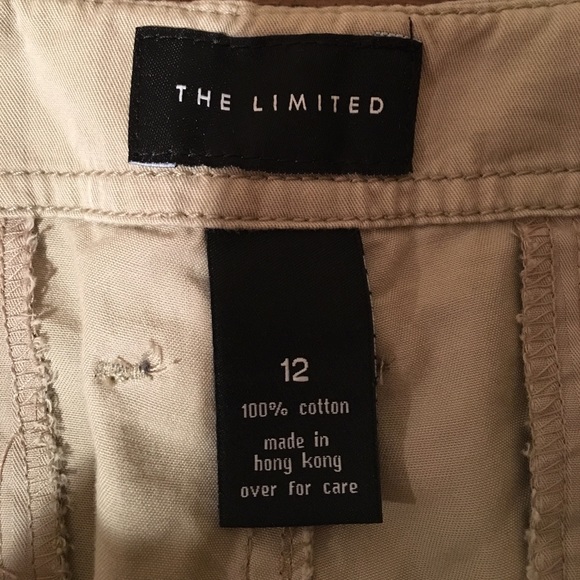 THE LIMITED
12
100% cotton
made in
hong kong
over for care